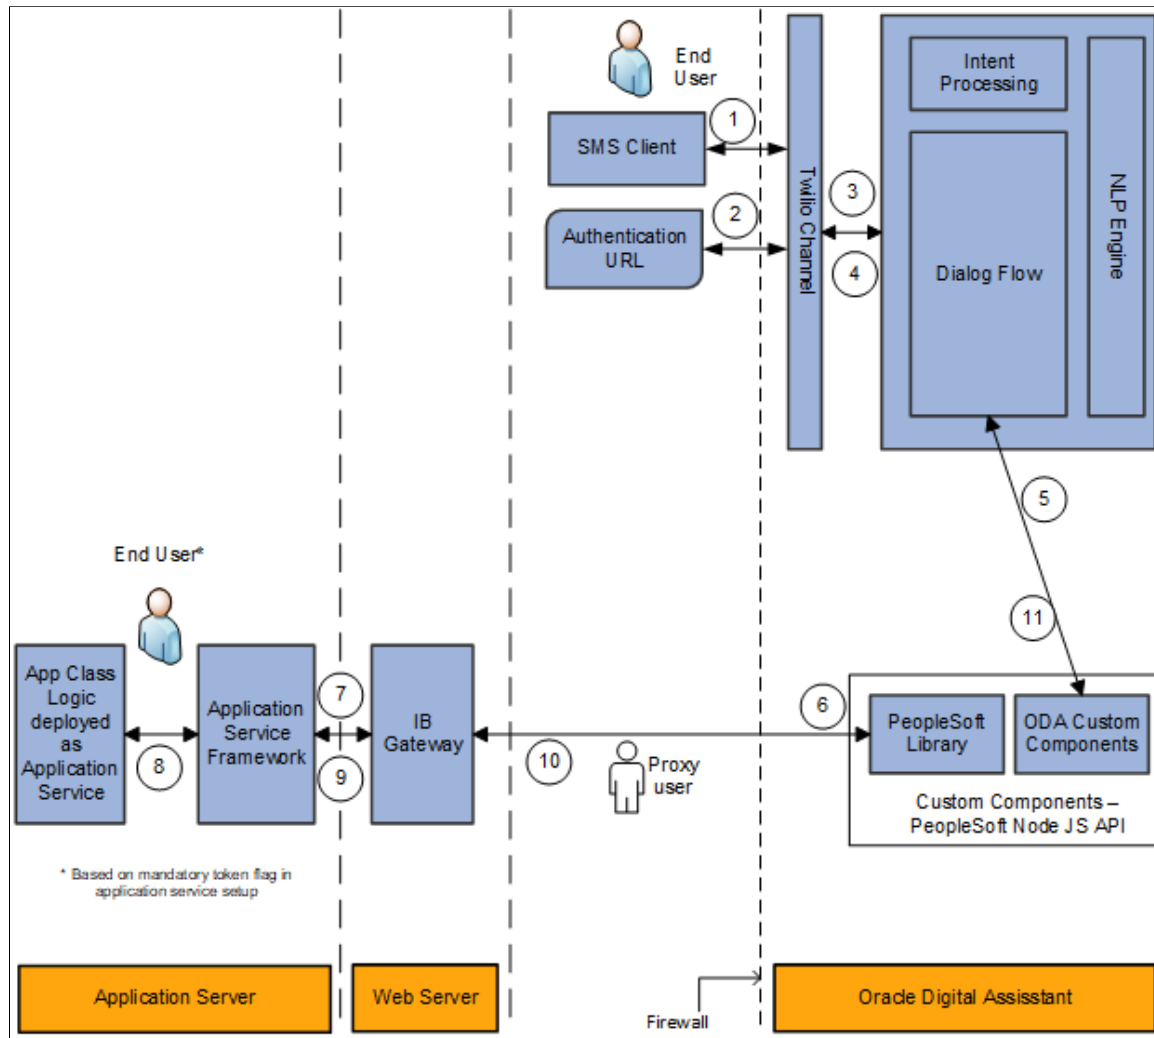 End
User
1
SMS Client
2
Authentication
URL
Twilio Channel
3
4
Intent
Processing
Dialog Flow
NLP Engine
5
11
End User*
App Class
Logic
deployed
as
Application
Service
8
Application
Service
Framework
7
9
IB
Gateway
10
Proxy
user
6
PeopleSoft
Library
ODA Custom
Components
Custom Components –
PeopleSoft Node JS API
* Based on mandatory token flag in
application service setup
Application Server
Web Server
Firewall
Oracle Digital Assisstant